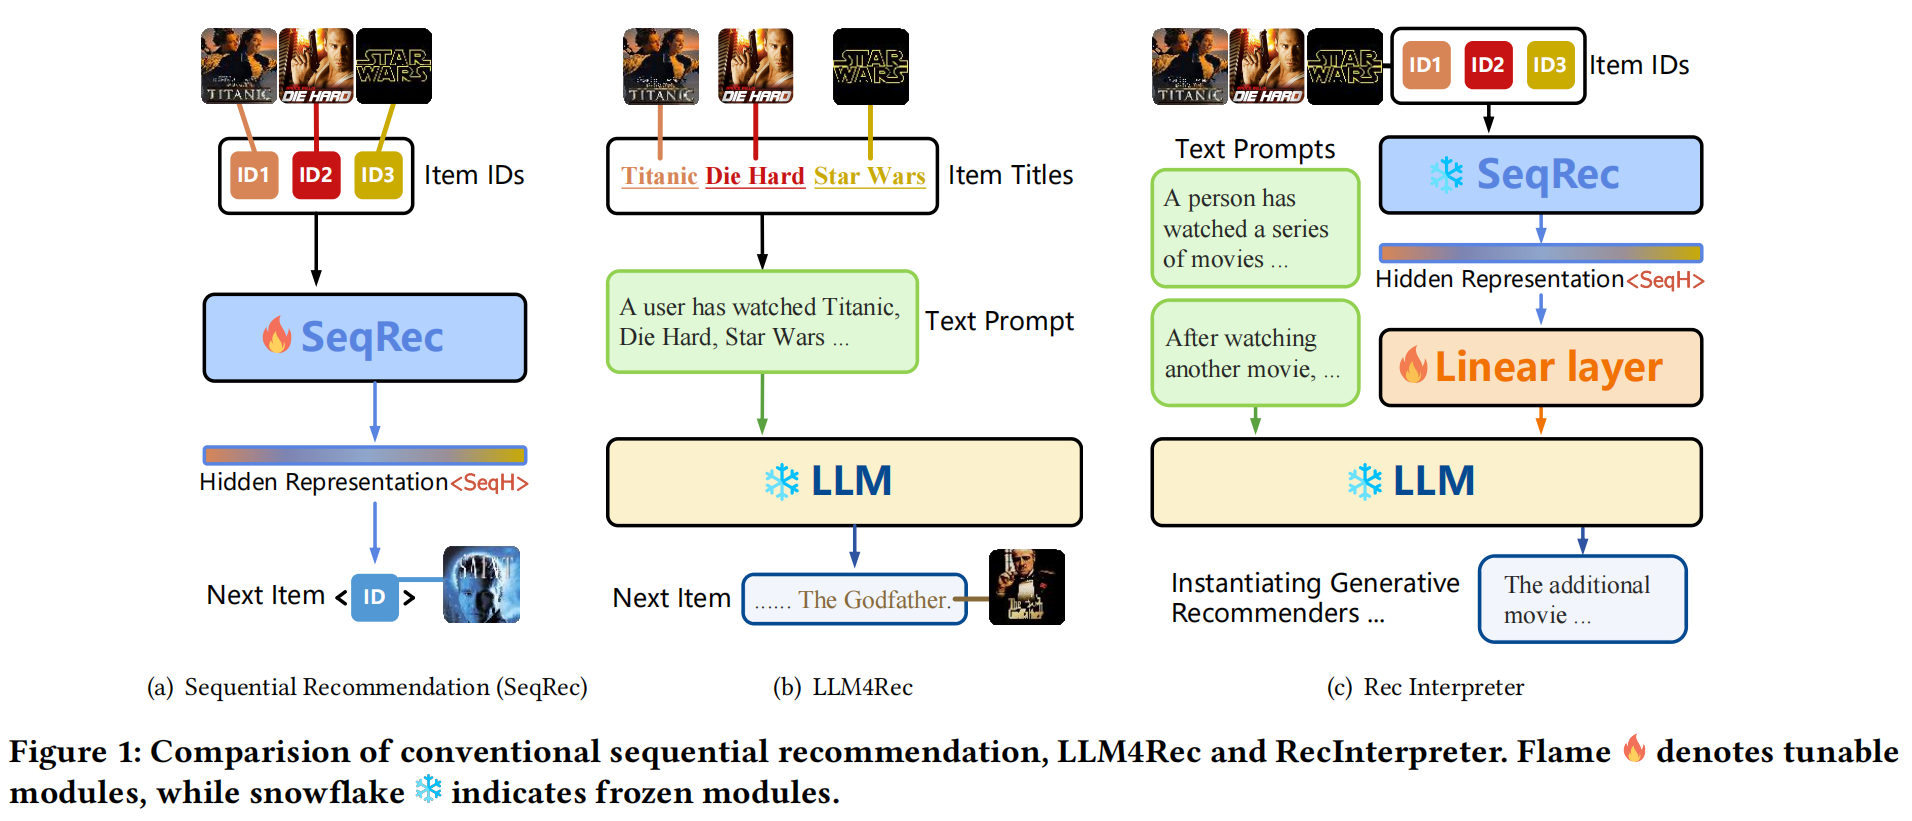 TITANIC
DIE HARD
STAR WARS
ID1 ID2 ID3
Item IDs
SeqRec
Hidden Representation<SeqH>
Next Item < ID >
SAINT
(a) Sequential Recommendation (SeqRec)
TITANIC
DIE HARD
STAR WARS
Titanic Die Hard Star Wars
Item Titles
A user has watched Titanic,
Die Hard, Star Wars ...
Text Prompt
LLM
Next Item
...... The Godfather.
The Godfather
(b) LLM4Rec
TITANIC
DIE HARD
STAR WARS
ID1 ID2 ID3
Item IDs
Text Prompts
A person has
watched a series
of movies ...
After watching
another movie, ...
SeqRec
Hidden Representation<SeqH>
Linear layer
LLM
Instantiating Generative
Recommenders ...
The additional
movie ...
(c) Rec Interpreter
Figure 1: Comparision of conventional sequential recommendation, LLM4Rec and RecInterpreter. Flame denotes tunable
modules, while snowflake indicates frozen modules.